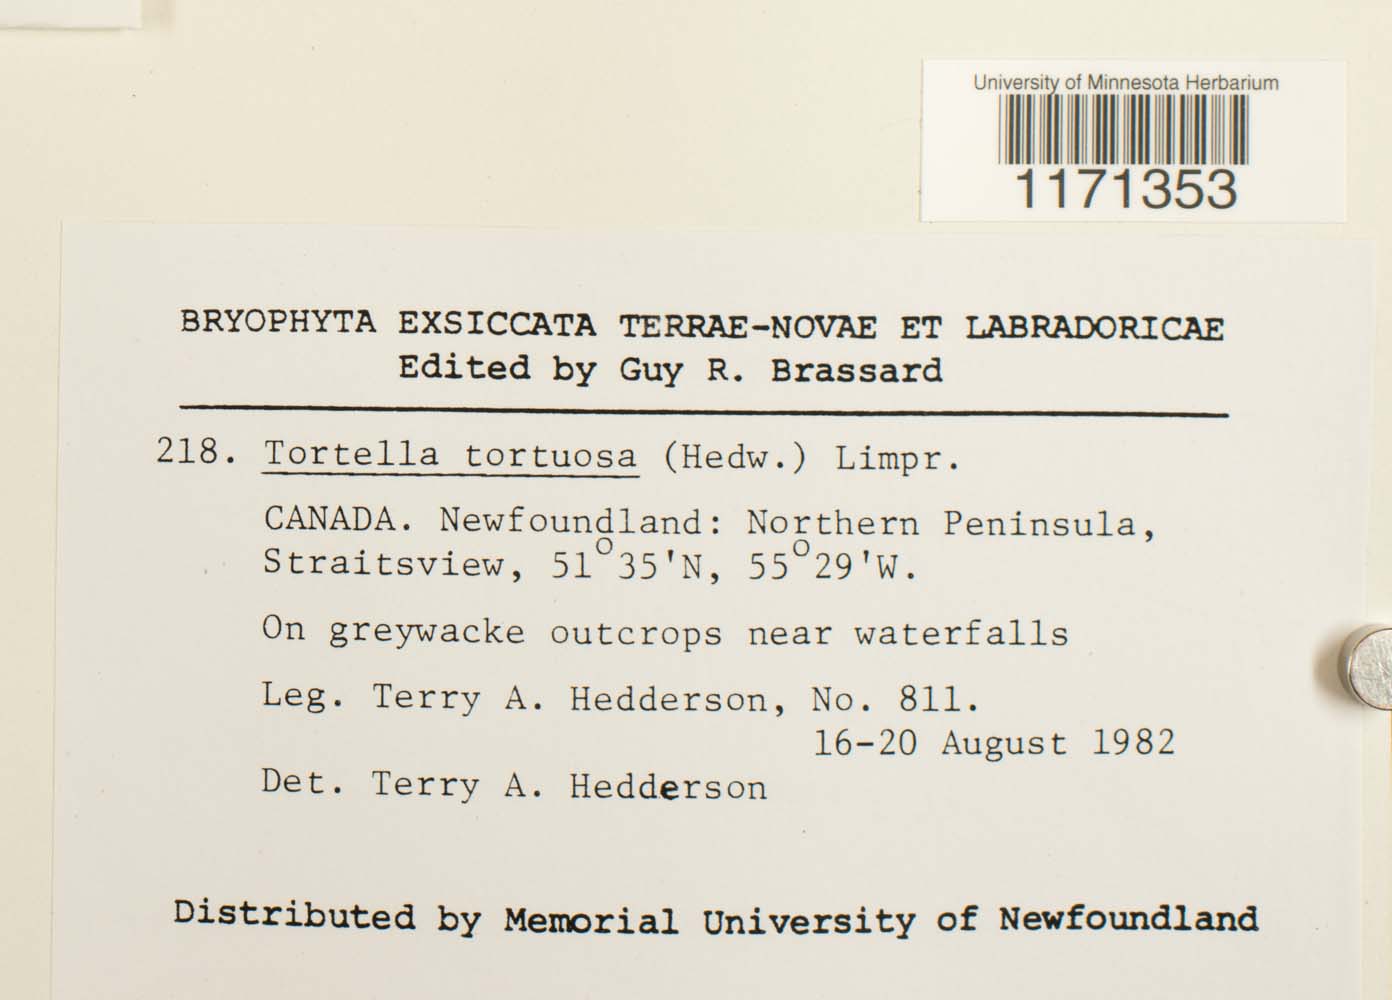 University of Minnesota Herbarium
1171353
BRYOPHYTA EXSICCATA TERRAE-NOVAE ET LABRADORICAE
Edited by Guy R. Brassard
218. Tortella tortuosa (Hedw.) Limpr.
CANADA. Newfoundland: Northern Peninsula,
Straitsview, 51°35'N, 55°29'W.
On greywacke outcrops near waterfalls
Leg. Terry A. Hedderson, No. 811.
16-20 August 1982
Det. Terry A. Hedderson
Distributed by Memorial University of Newfoundland